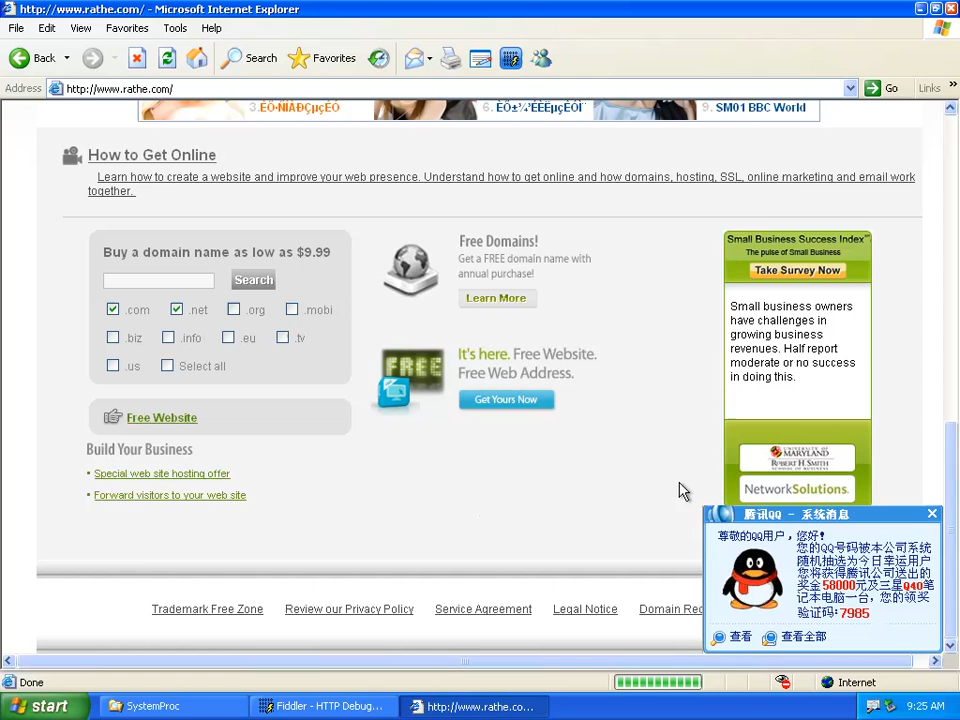 http://www.rathe.com/ - Microsoft Internet Explorer
File Edit View Favorites Tools Help
Back Search Favorites
Address http://www.rathe.com/ Go Links »
9. SM01 BBC World
How to Get Online
Learn how to create a website and improve your web presence. Understand how to get online and how domains, hosting, SSL, online marketing and email work
together.
Buy a domain name as low as $9.99
Search
.com .net .org .mobi
.biz .info .eu .tv
.us Select all
Free Website
Build Your Business
Special web site hosting offer
Forward visitors to your web site
Free Domains!
Get a FREE domain name with
annual purchase!
Learn More
FREE
It's here. Free Website.
Free Web Address.
Get Yours Now
Small Business Success Index™
The pulse of Small Business
Take Survey Now
Small business owners
have challenges in
growing business
revenues. Half report
moderate or no success
in doing this.
UNIVERSITY OF
MARYLAND
ROBERT H. SMITH
SCHOOL OF BUSINESS
NetworkSolutions.
腾讯QQ - 系统消息
尊敬的QQ用户，您好!
您的QQ号码被本公司系统
随机抽选为今日幸运用户
您将获得腾讯公司送出的
奖金58000元及三星Q40笔
记本电脑一台，您的领奖
验证码:7985
查看 查看全部
Trademark Free Zone Review our Privacy Policy Service Agreement Legal Notice Domain Reg
Done Internet
start SystemProc Fiddler - HTTP Debug... http://www.rathe.co... 9:25 AM